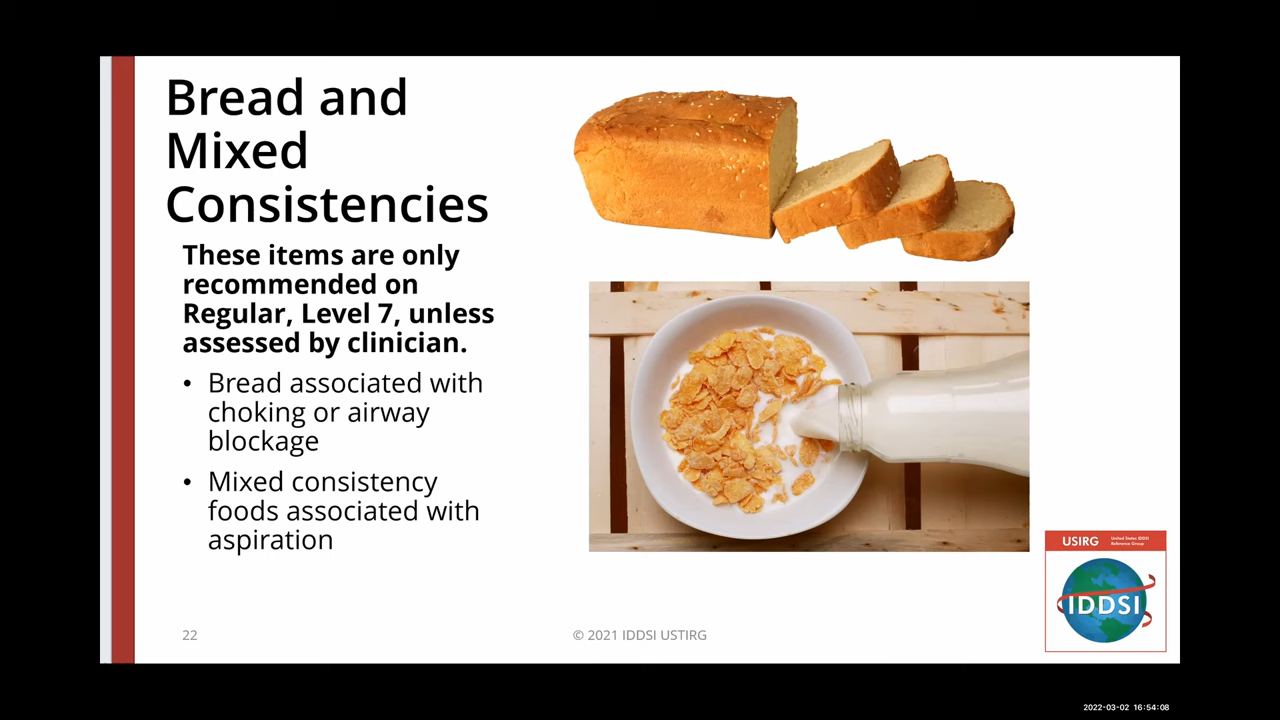 Bread and
Mixed
Consistencies
These items are only
recommended on
Regular, Level 7, unless
assessed by clinician.
• Bread associated with
choking or airway
blockage
• Mixed consistency
foods associated with
aspiration
USIRG
United States IDDSI
Reference Group
IDDSI
22
© 2021 IDDSI USTIRG
2022-03-02 16:54:08